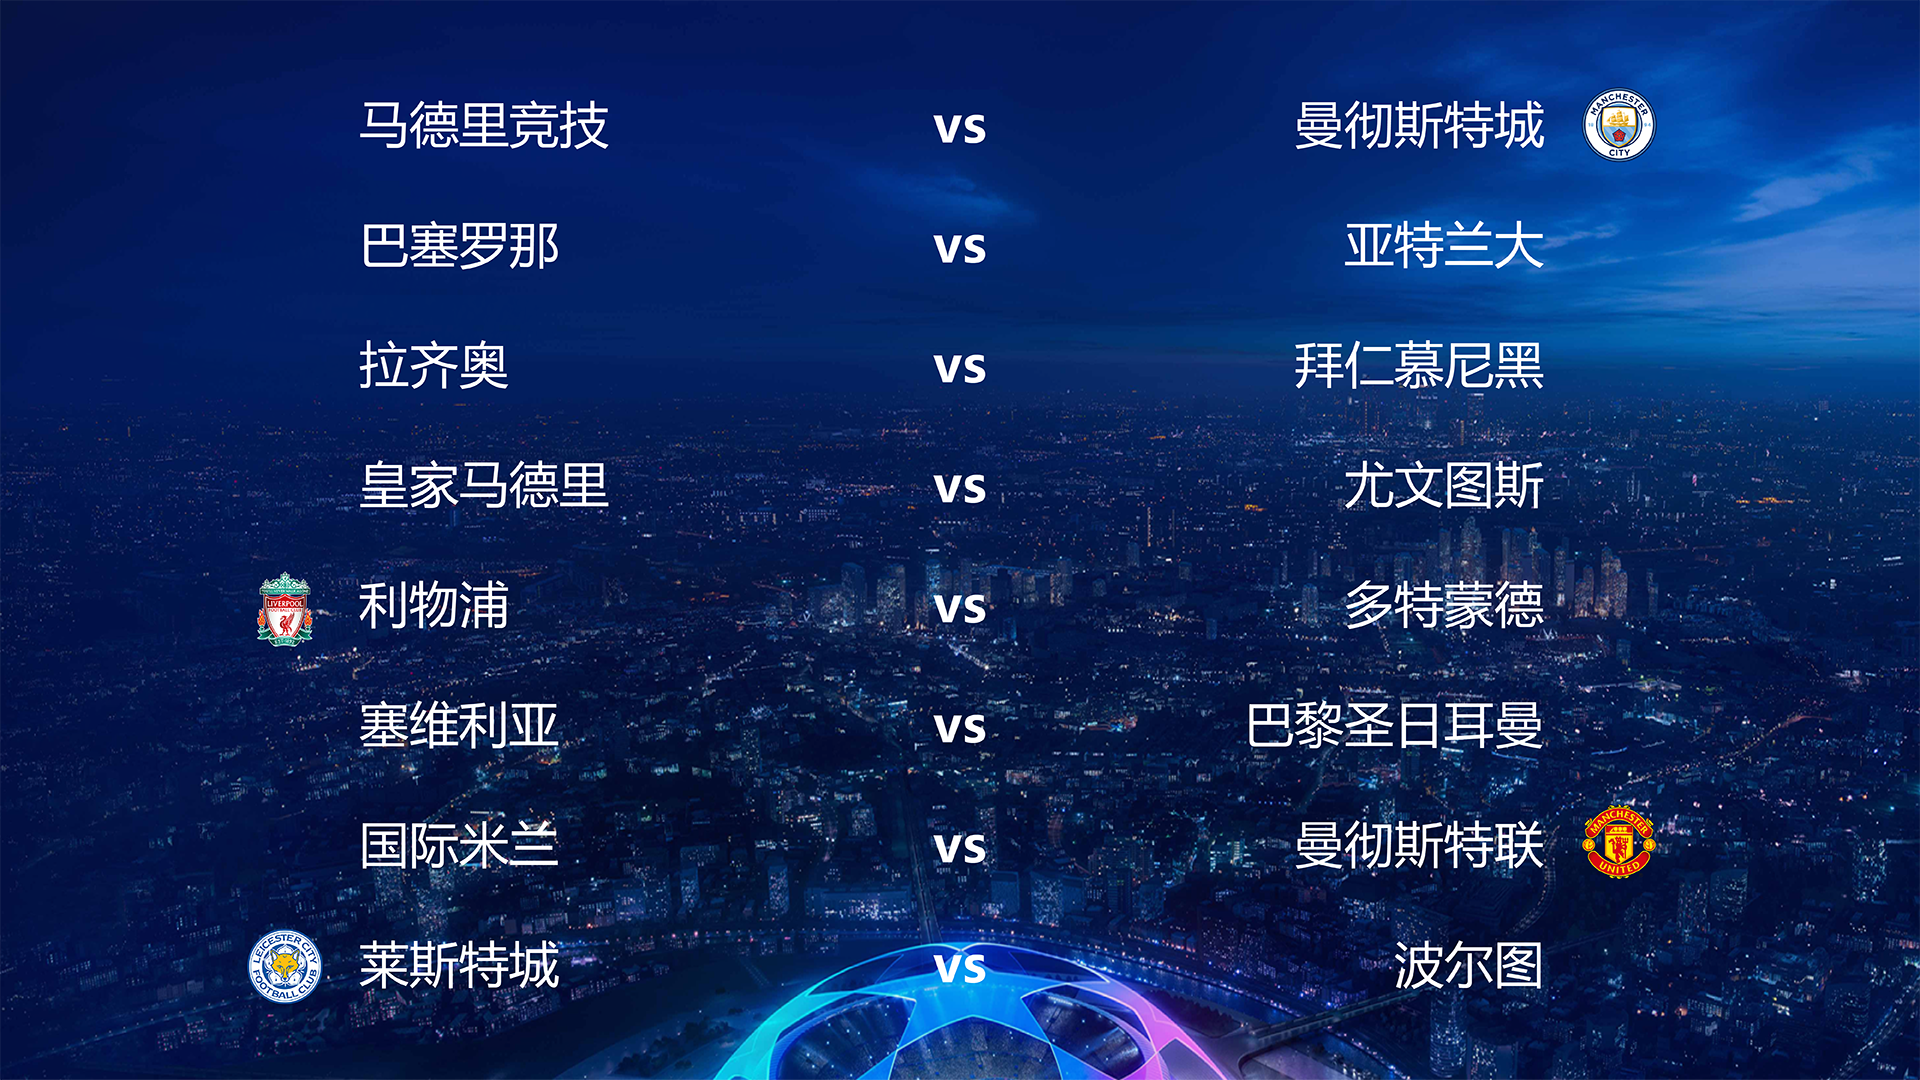 马德里竞技 vs 曼彻斯特城 MANCHESTER CITY
巴塞罗那 vs 亚特兰大
拉齐奥 vs 拜仁慕尼黑
皇家马德里 vs 尤文图斯
LIVERPOOL FOOTBALL CLUB 利物浦 vs 多特蒙德
塞维利亚 vs 巴黎圣日耳曼
国际米兰 vs 曼彻斯特联 MANCHESTER UNITED
LEICESTER CITY FOOTBALL CLUB 莱斯特城 vs 波尔图